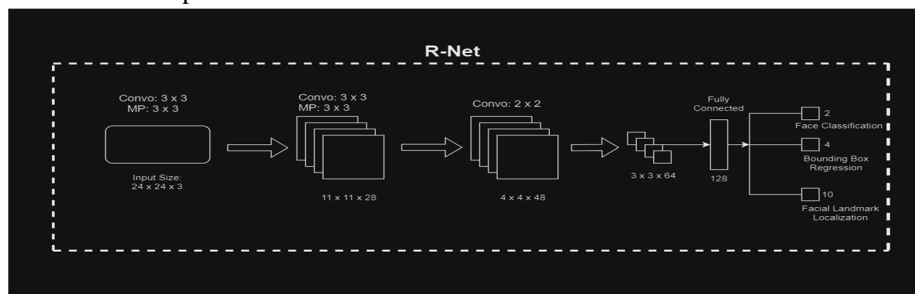 R-Net
Convo: 3 x 3
MP: 3 x 3
Input Size:
24 x 24 x 3
Convo: 3 x 3
MP: 3 x 3
11 x 11 x 28
Convo: 2 x 2
4 x 4 x 48
3 x 3 x 64
Fully
Connected
128
2
Face Classification
4
Bounding Box
Regression
10
Facial Landmark
Localization